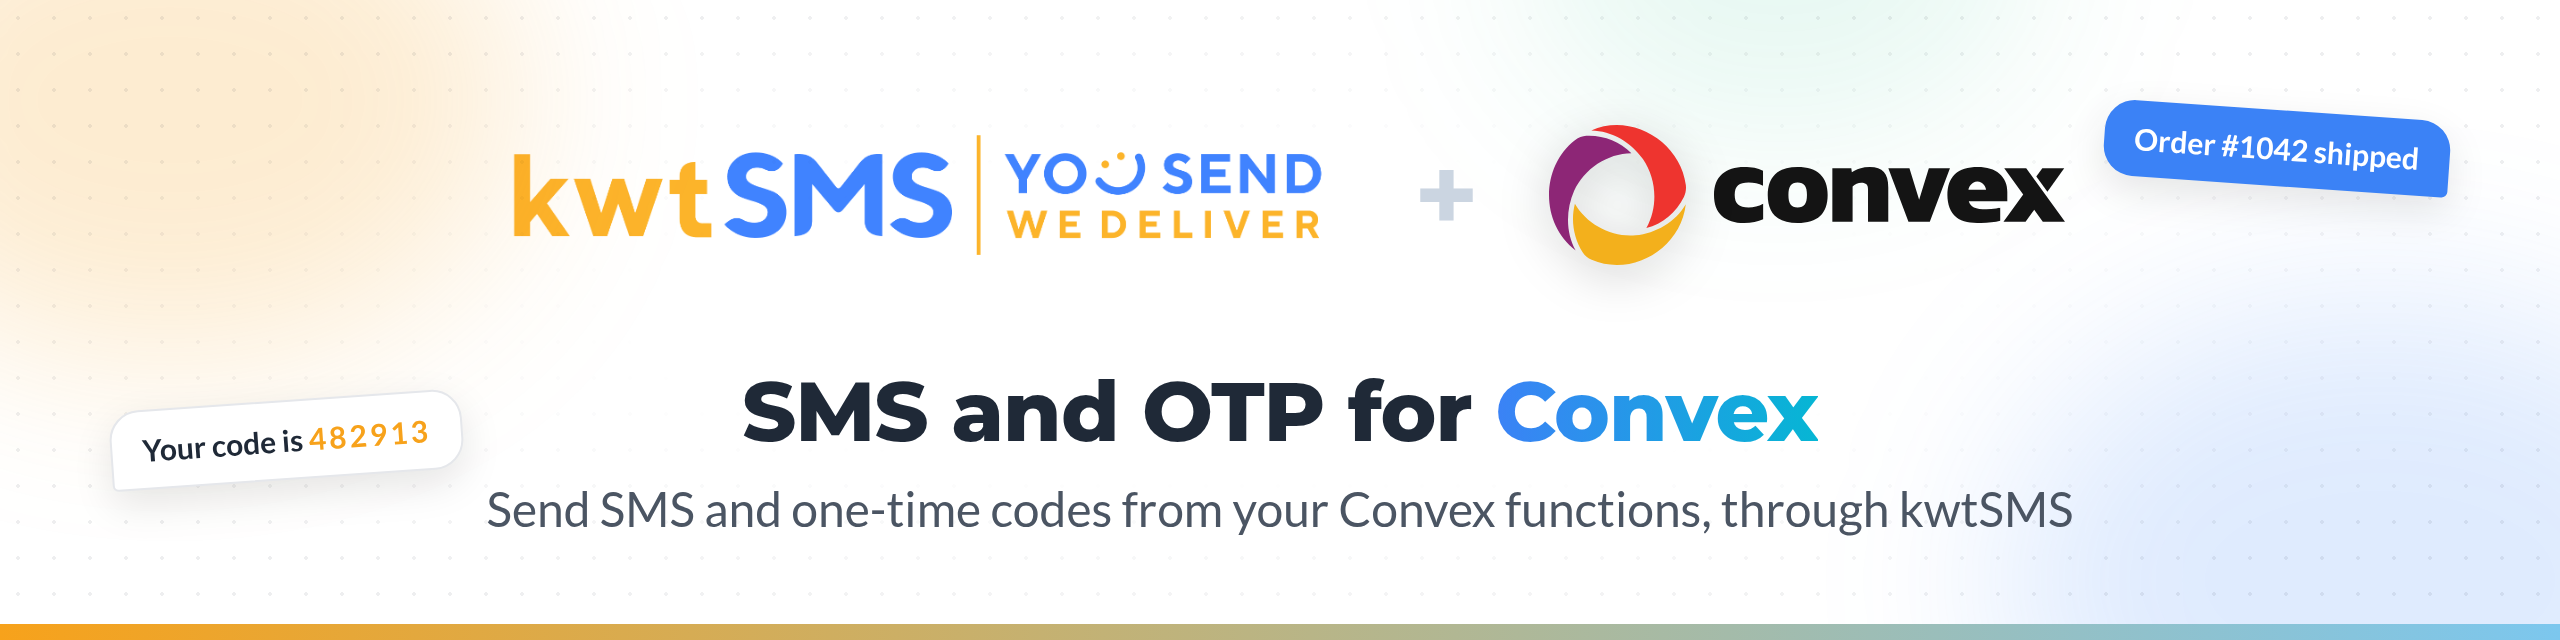 kwtSMS
YOU SEND
WE DELIVER
+
convex
Order #1042 shipped
SMS and OTP for Convex
Your code is 482913
Send SMS and one-time codes from your Convex functions, through kwtSMS